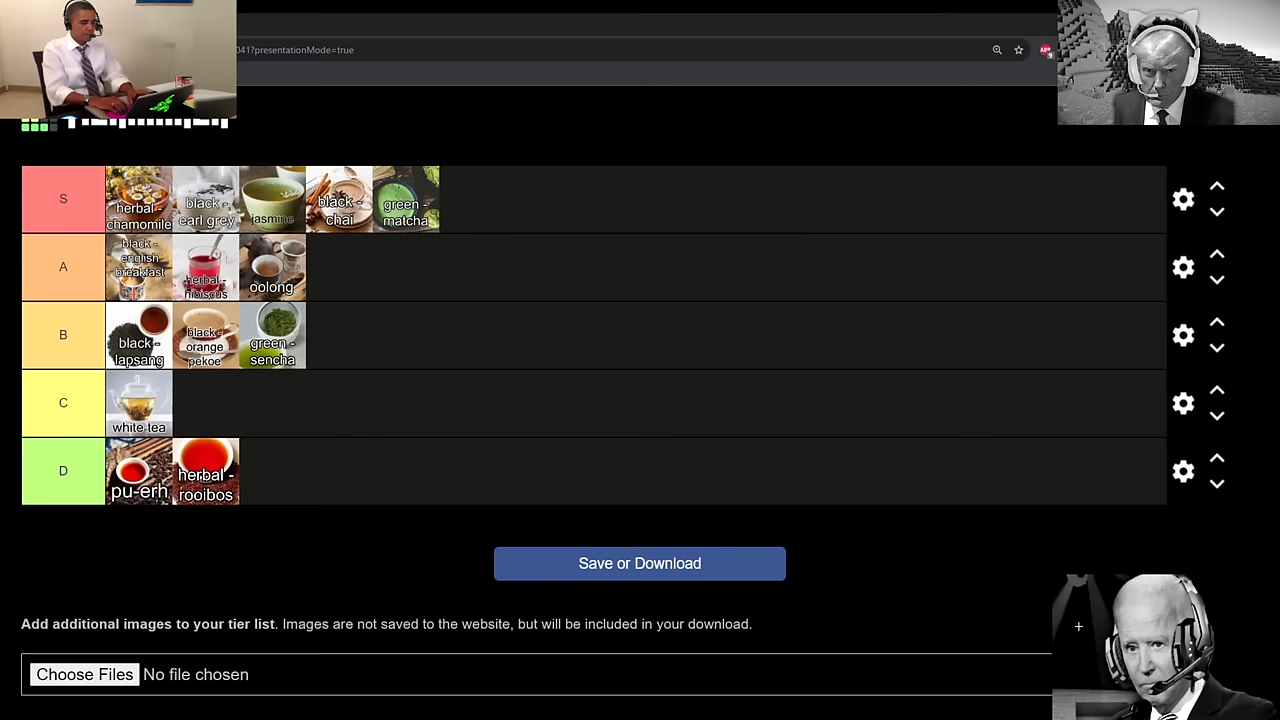 041?presentationMode=true
S
herbal -
chamomile
black -
earl grey
jasmine
black -
chai
green -
matcha
A
black -
english
breakfast
herbal -
hibiscus
oolong
B
black -
lapsang
black -
orange
pekoe
green -
sencha
C
white tea
D
pu-erh
herbal -
rooibos
Save or Download
Add additional images to your tier list. Images are not saved to the website, but will be included in your download.
Choose Files No file chosen